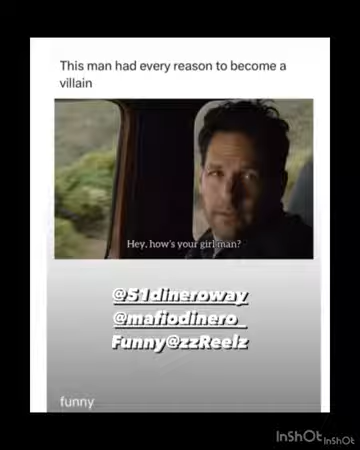 This man had every reason to become a
villain
Hey, how's your girl man?
@51dineroway
@mafiodinero_
Funny@zzReelz
funny
InShOt InShOt